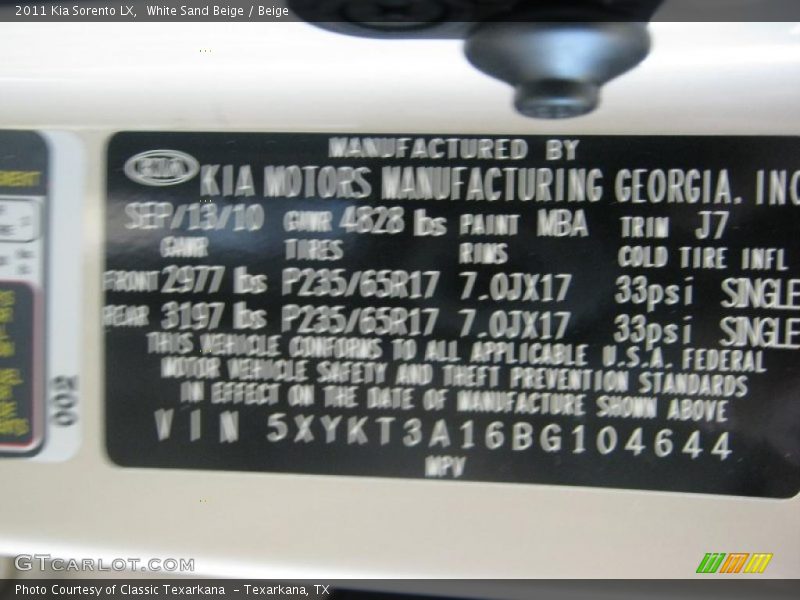 2011 Kia Sorento LX,  White Sand Beige / Beige
MANUFACTURED BY
KIA KIA MOTORS MANUFACTURING GEORGIA. INC
SEP/13/10 GVWR 4828 lbs PAINT MBA TRIM J7
GAWR TIRES RIMS COLD TIRE INFL
FRONT 2977 lbs P235/65R17 7.0JX17 33psi SINGLE
REAR 3197 lbs P235/65R17 7.0JX17 33psi SINGLE
THIS VEHICLE CONFORMS TO ALL APPLICABLE U.S.A. FEDERAL
MOTOR VEHICLE SAFETY AND THEFT PREVENTION STANDARDS
IN EFFECT ON THE DATE OF MANUFACTURE SHOWN ABOVE
VIN 5XYKT3A16BG104644
MPV
200
GTCARLOT.COM
Photo Courtesy of Classic Texarkana - Texarkana, TX